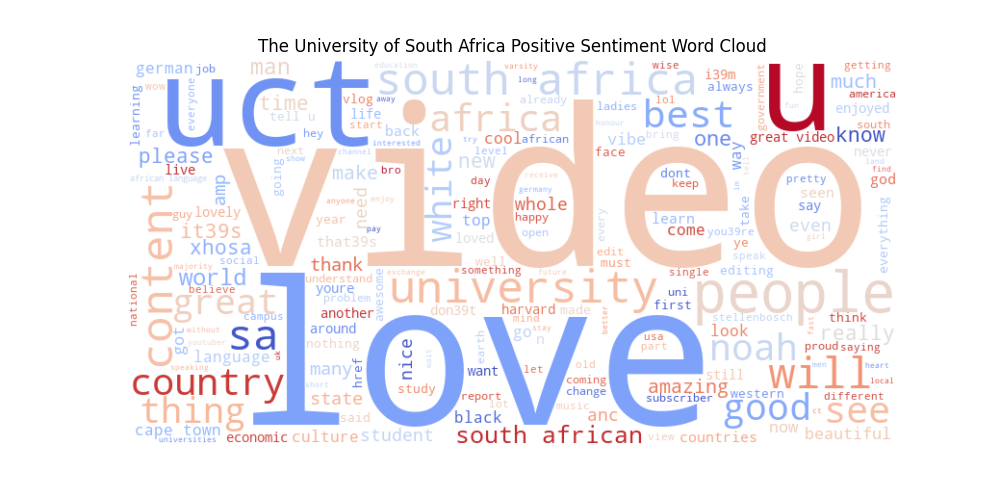 The University of South Africa Positive Sentiment Word Cloud
german job man south africa education varsity long wise i39m getting
wow everyone uct time vlog away already ladies lol always much america
learning tell u life start africa honour best government hope fun u enjoyed south
far hey back vibe bring one great video know
please next show channel try cool african level face way never land
live going make interested new dont keep pretty find god
african language amp bro day receive germany seen say
content guy lovely year need white right whole happy take even everything
it39s anyone enjoy top open every learn you39re girl
xhosa that39s pay loved come ye speak in tell
video
social thank understand well edit must
majority world exchange something future single editing
national believe youre problem awesome university uni first people
great another don39t harvard made mind better stellenbosch think
campus sa around go stay n usa look fast really
got without youtuber nothing nice earth part noah proud saying
language uk many href wait want let old still men heart
speaking love coming
country short study report change amazing western will local
state lot music subscriber good ct different
thing said black anc see
cape town student now beautiful
universities economic culture south african view countries